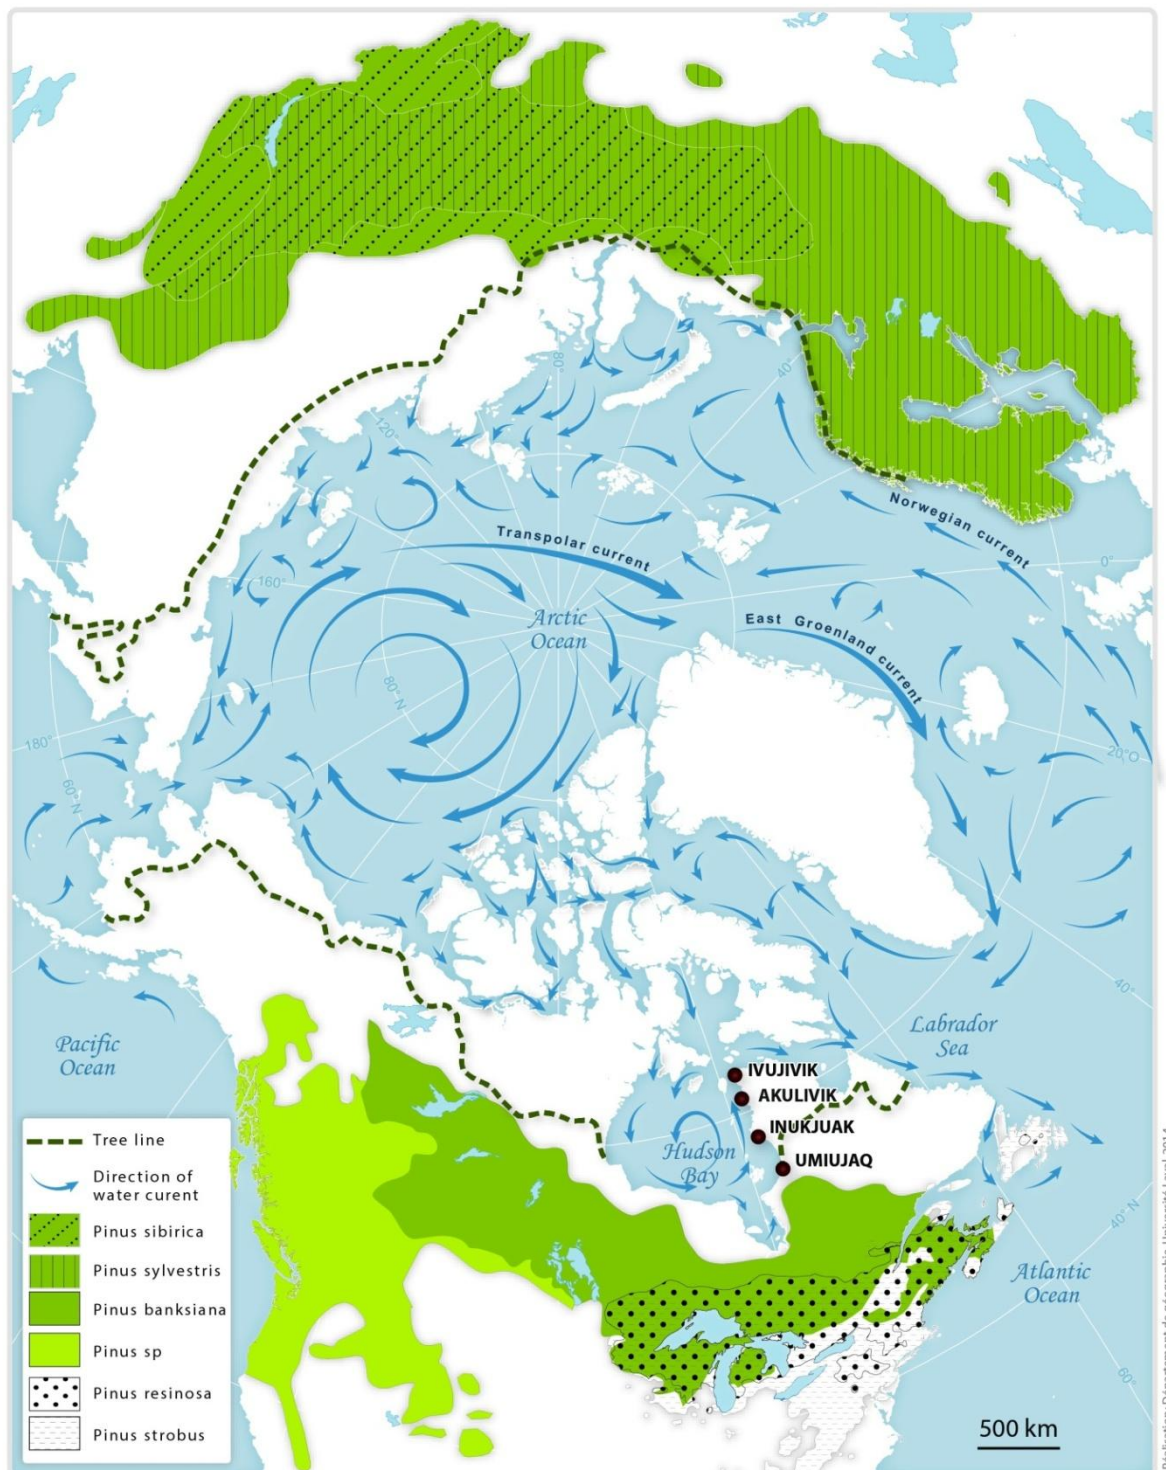 80°
120°
40°
Norwegian current
Transpolar current
0°
160°
Arctic
Ocean
East Groenland current
80° N
180°
20°O
60° N
40°
Pacific
Ocean
Labrador
Sea
IVUJIVIK
AKULIVIK
INUKJUAK
Hudson
Bay
UMIUJAQ
Tree line
Direction of
water curent
Pinus sibirica
Pinus sylvestris
Pinus banksiana
Pinus sp
Pinus resinosa
Pinus strobus
40° N
Atlantic
Ocean
60°
500 km